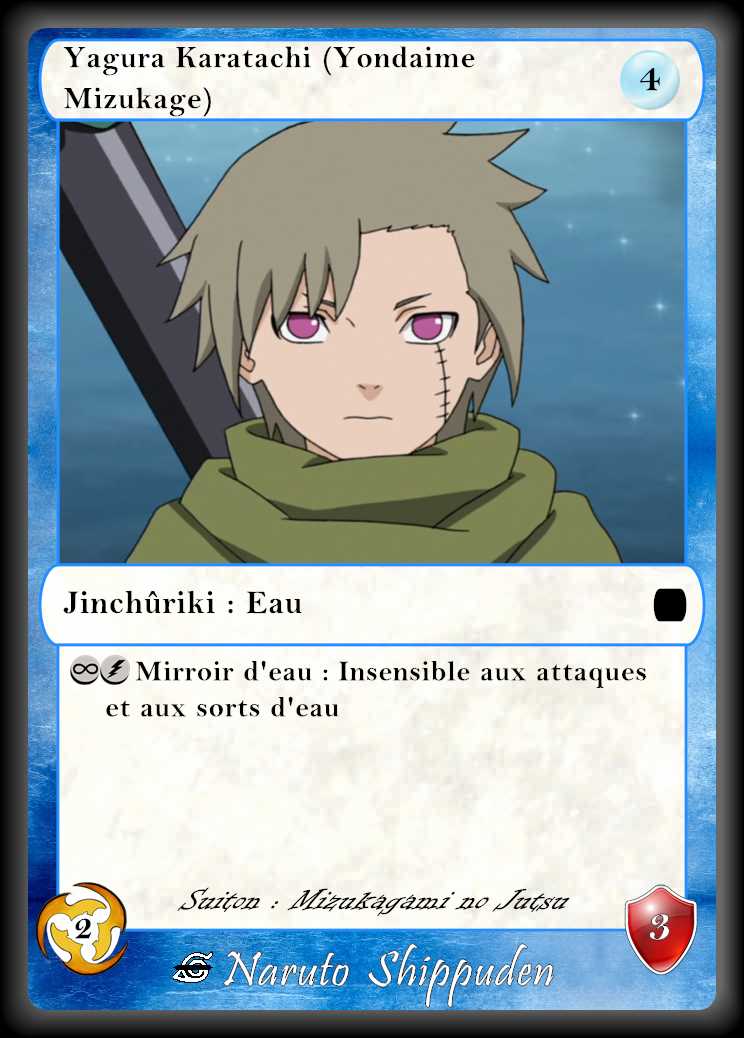 Yagura Karatachi (Yondaime
Mizukage)
4
Jinchûriki : Eau
Mirroir d'eau : Insensible aux attaques
et aux sorts d'eau
Suiton : Mizukagami no Jutsu
2
3
Naruto Shippuden